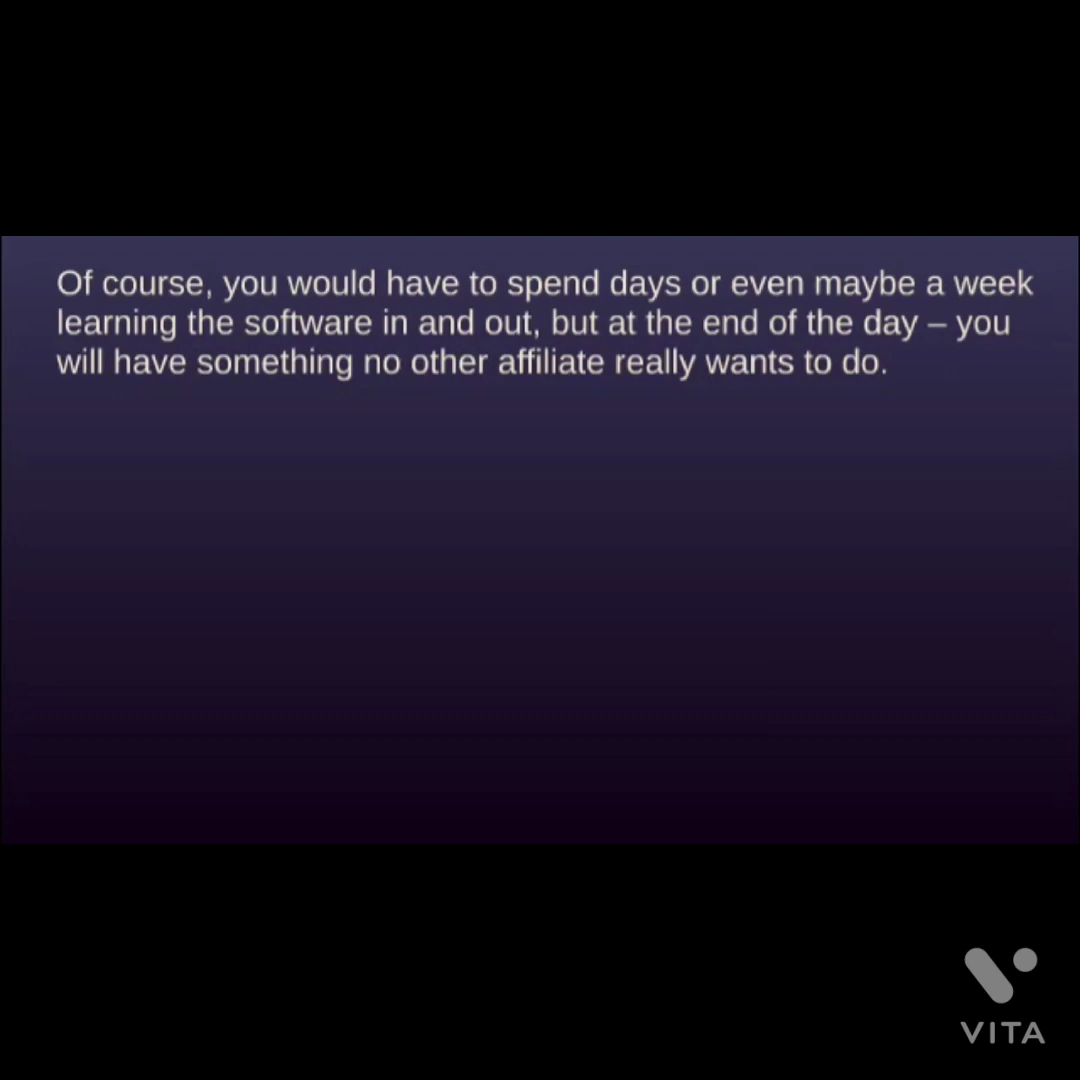 Of course, you would have to spend days or even maybe a week
learning the software in and out, but at the end of the day – you
will have something no other affiliate really wants to do.
VITA